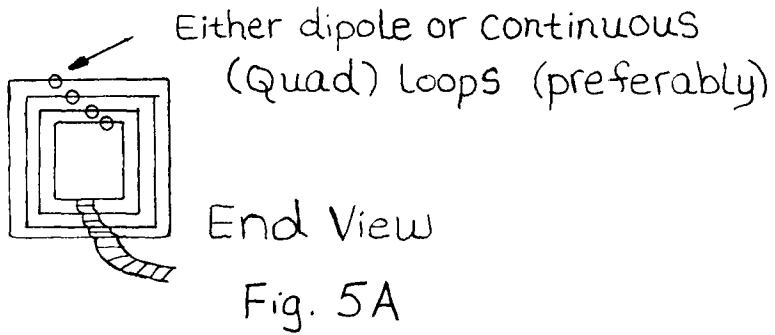 Either dipole or continuous
(Quad) loops (preferably)
End View
Fig. 5A